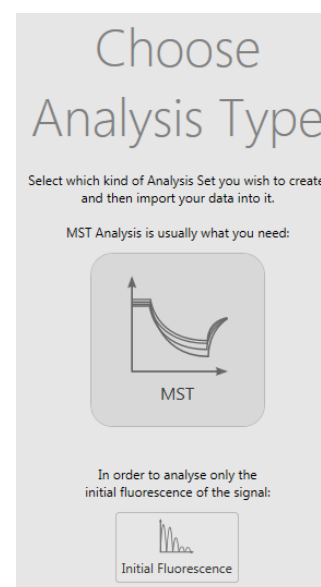 Choose
Analysis Type
Select which kind of Analysis Set you wish to create
and then import your data into it.
MST Analysis is usually what you need:
MST
In order to analyse only the
initial fluorescence of the signal:
Initial Fluorescence